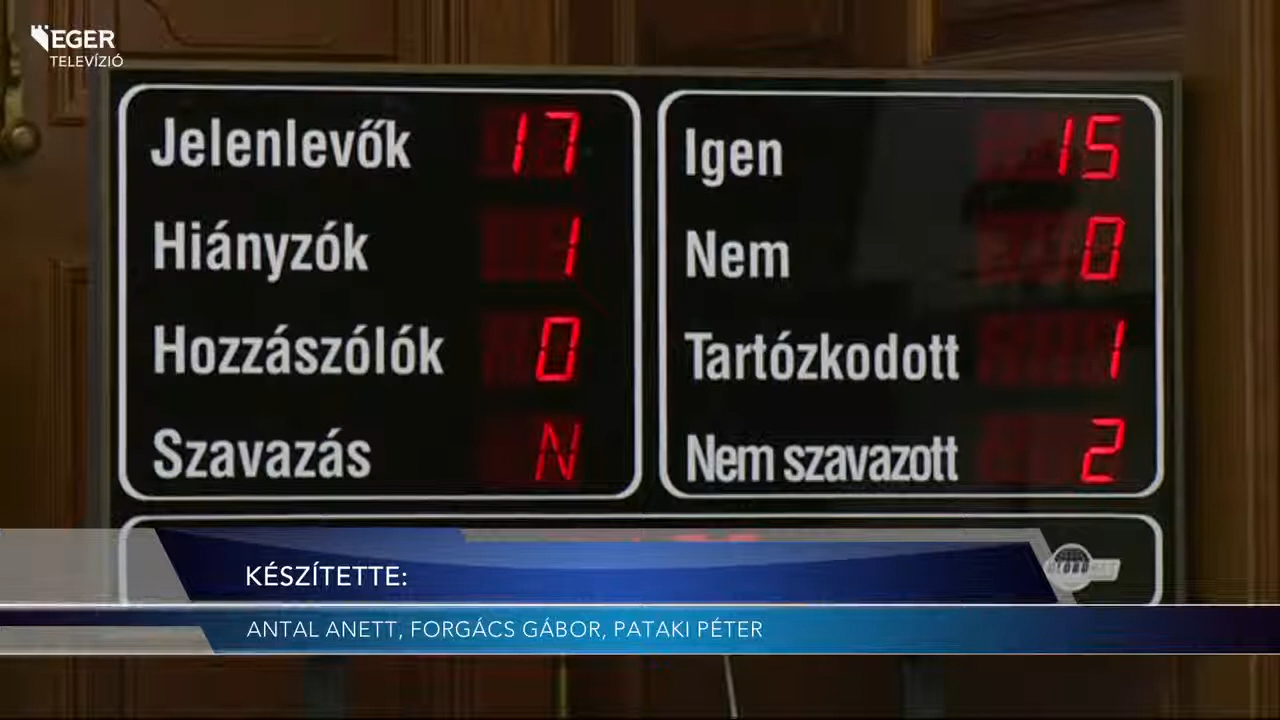 EGER
TELEVÍZIÓ
Jelenlevők 17
Hiányzók 1
Hozzászólók 0
Szavazás N
Igen 15
Nem 0
Tartózkodott 1
Nem szavazott 2
KÉSZÍTETTE:
ANTAL ANETT, FORGÁCS GÁBOR, PATAKI PÉTER